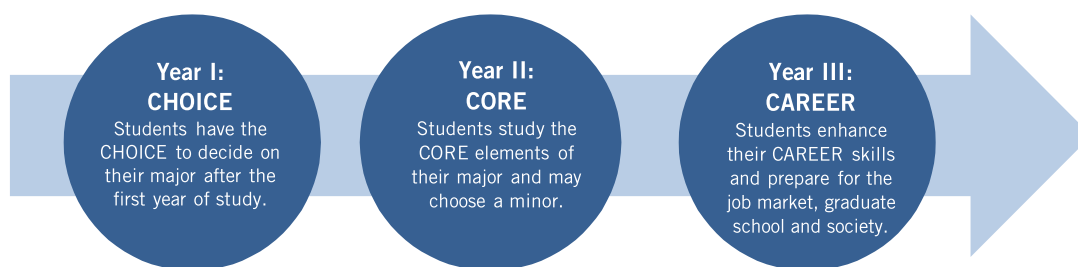 Year I:
CHOICE
Students have the
CHOICE to decide on
their major after the
first year of study.
Year II:
CORE
Students study the
CORE elements of
their major and may
choose a minor.
Year III:
CAREER
Students enhance
their CAREER skills
and prepare for the
job market, graduate
school and society.